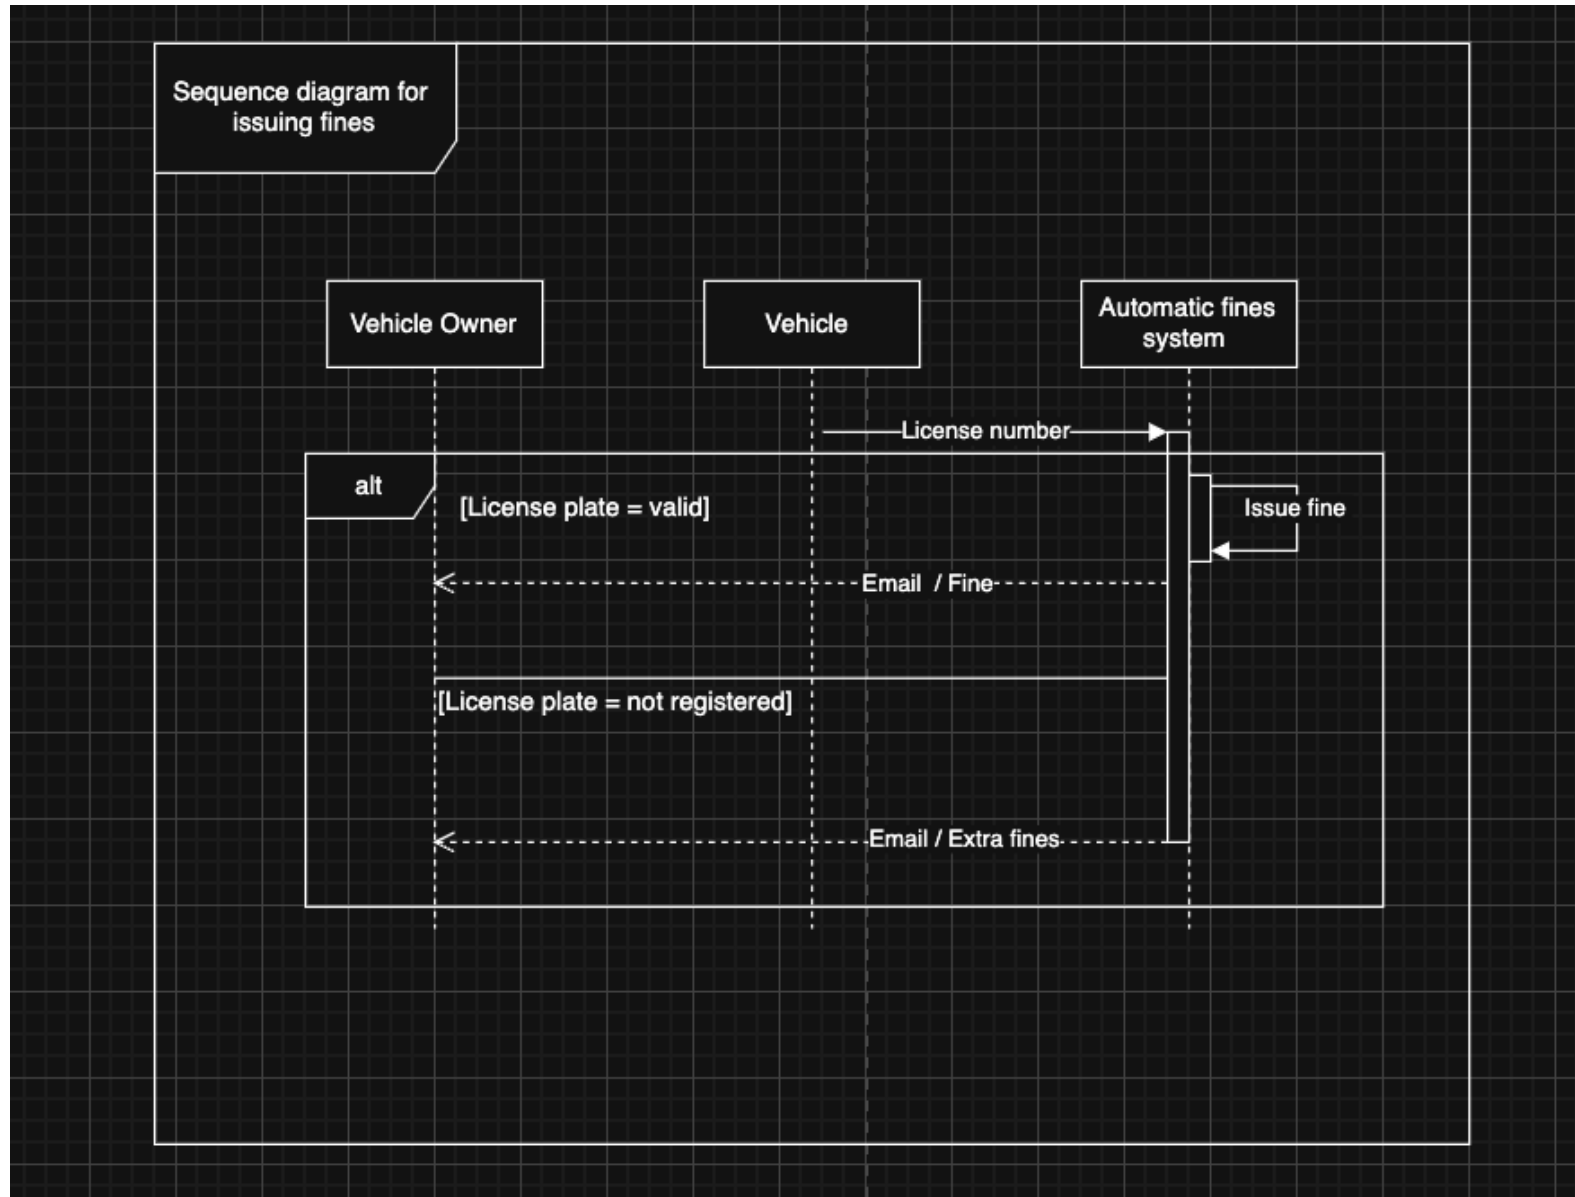 Sequence diagram for
issuing fines
Vehicle Owner
Vehicle
Automatic fines
system
License number
alt
[License plate = valid]
Issue fine
Email / Fine
[License plate = not registered]
Email / Extra fines